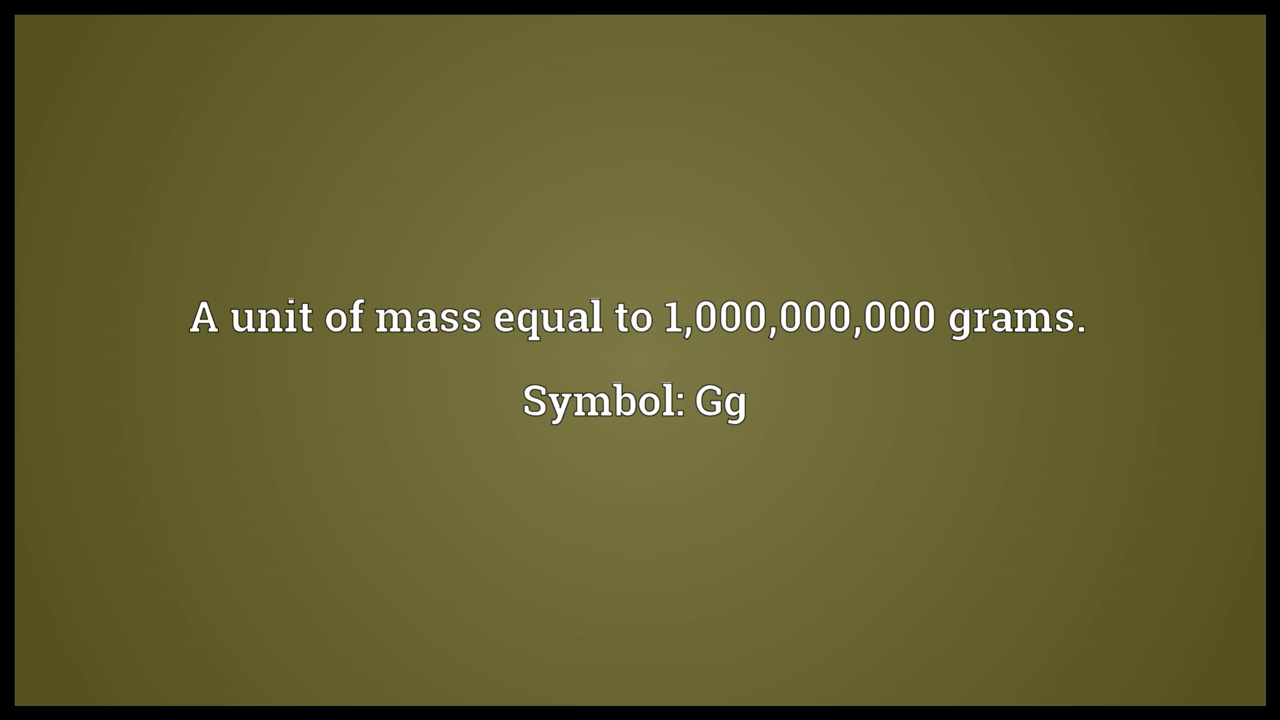 A unit of mass equal to 1,000,000,000 grams.
Symbol: Gg